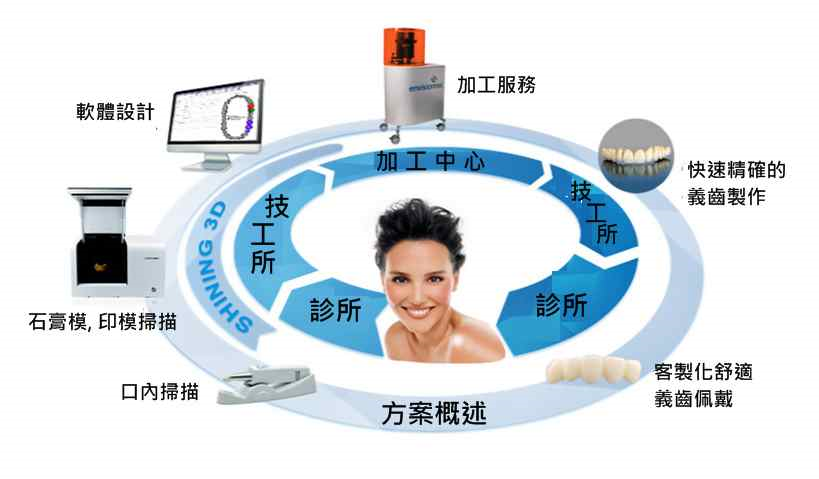 加工服務
軟體設計
envisiontec
加工中心
快速精確的
義齒製作
技工所
技工所
SHINING 3D
診所
診所
石膏模, 印模掃描
口內掃描
客製化舒適
義齒佩戴
方案概述